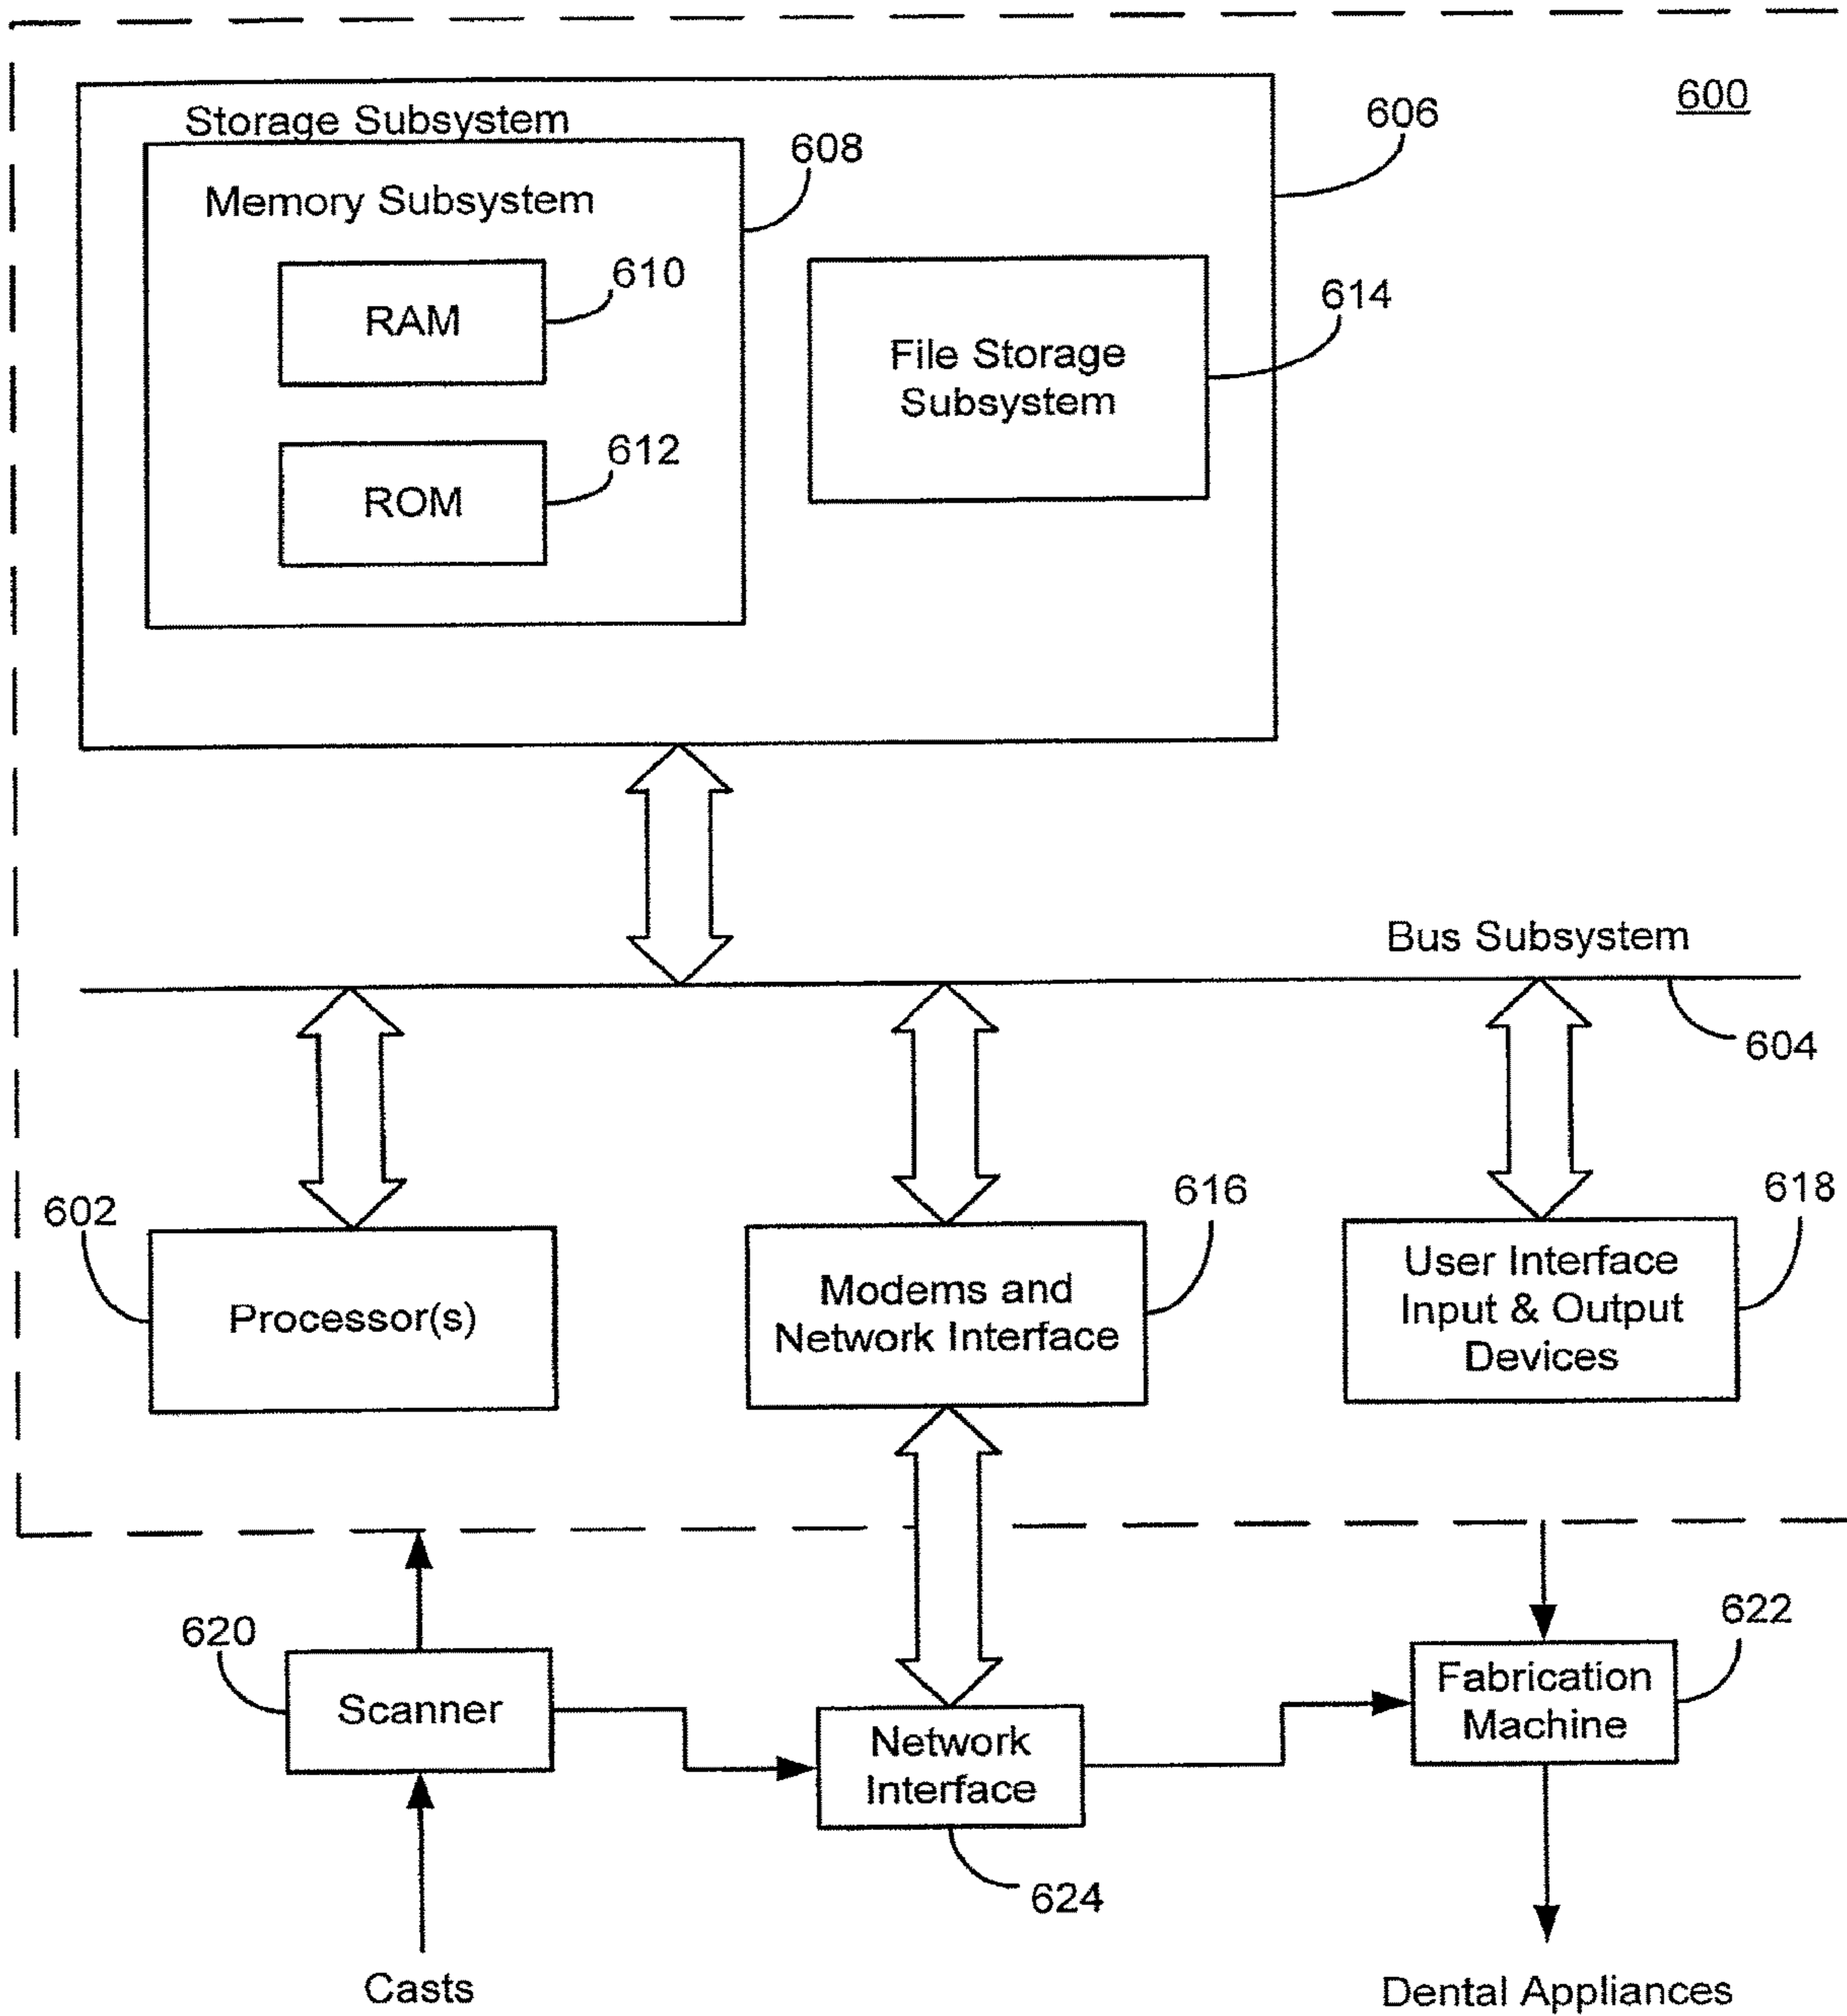 600
606
Storage Subsystem
608
Memory Subsystem
610
RAM
614
File Storage
Subsystem
612
ROM
Bus Subsystem
604
602
616
618
Processor(s)
Modems and
Network Interface
User Interface
Input & Output
Devices
620
622
Scanner
Network
Interface
Fabrication
Machine
624
Casts
Dental Appliances